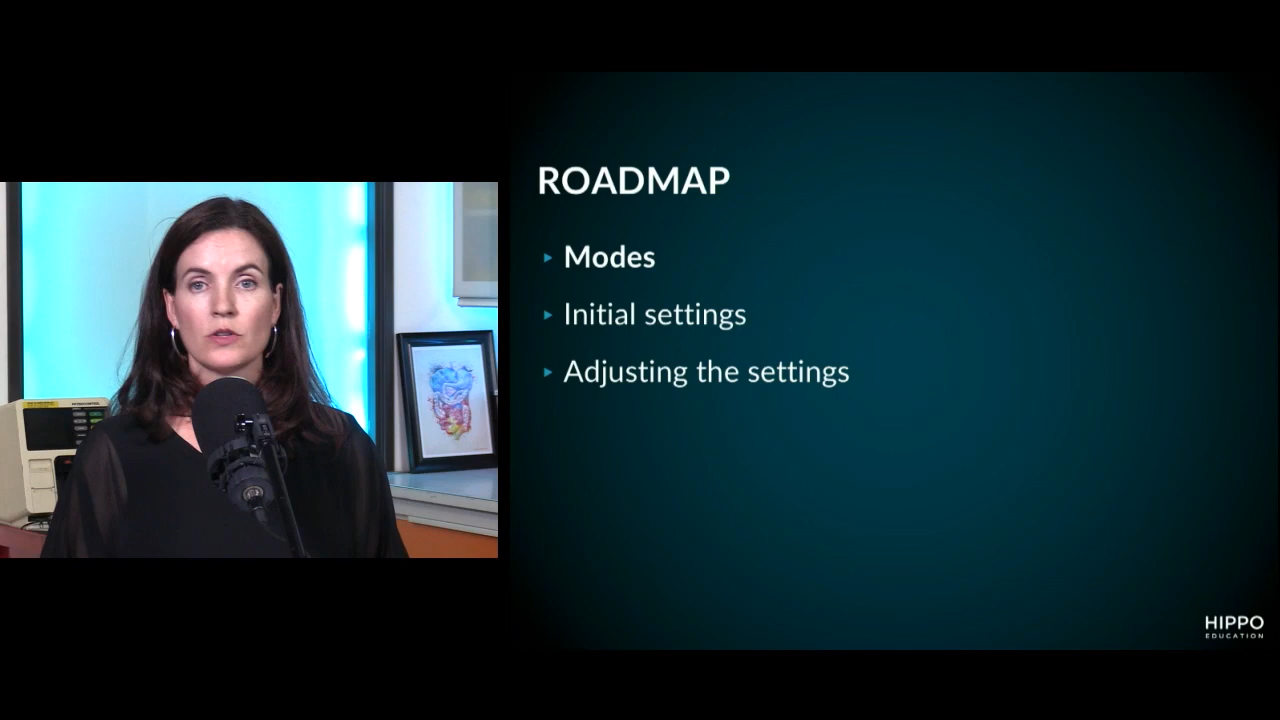 ROADMAP
Modes
Initial settings
Adjusting the settings
HIPPO
EDUCATION